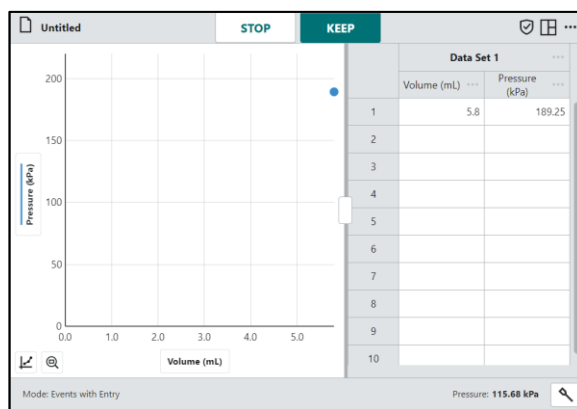 Untitled
STOP
KEEP
...
200
150
100
50
0
0.0 1.0 2.0 3.0 4.0 5.0
Pressure (kPa)
Volume (mL)
Data Set 1 ...
Volume (mL) ... Pressure (kPa) ...
1 5.8 189.25
2
3
4
5
6
7
8
9
10
Mode: Events with Entry
Pressure: 115.68 kPa